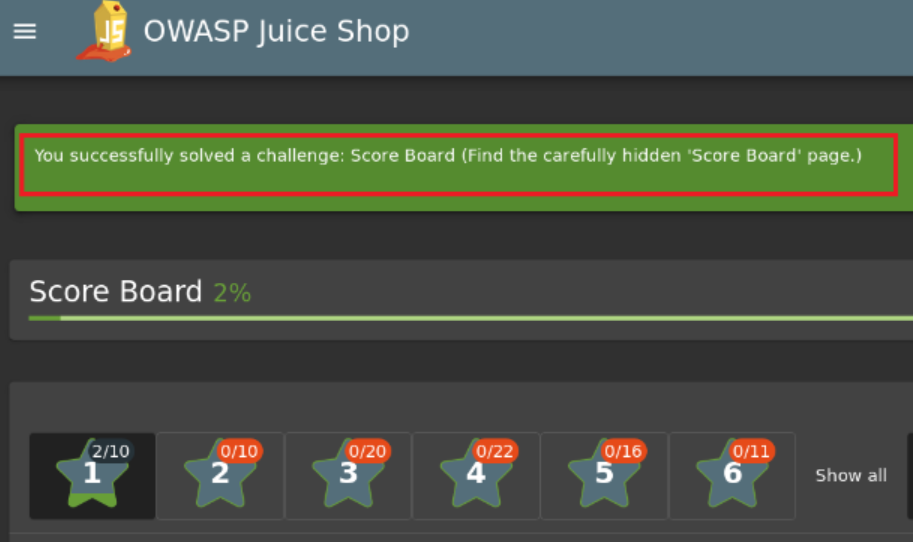 JS
OWASP Juice Shop
You successfully solved a challenge: Score Board (Find the carefully hidden 'Score Board' page.)
Score Board 2%
2/10 0/10 0/20 0/22 0/16 0/11
1 2 3 4 5 6 Show all